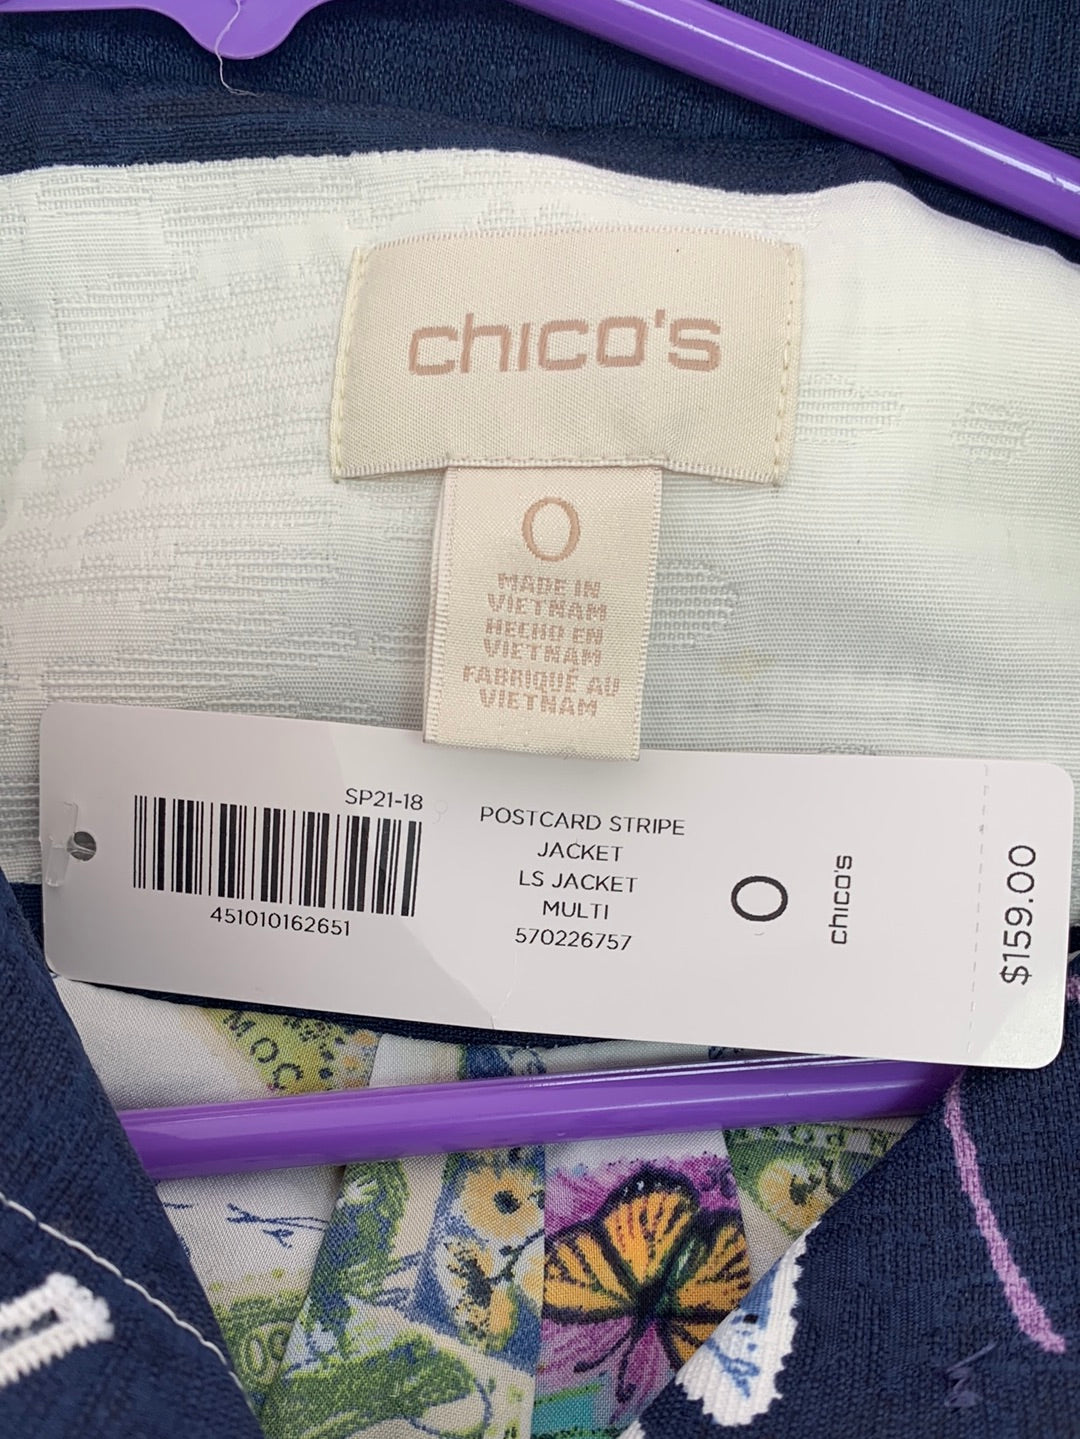 chico's
0
MADE IN
VIETNAM
HECHO EN
VIETNAM
FABRIQUÉ AU
VIETNAM
SP21-18
451010162651
POSTCARD STRIPE
JACKET
LS JACKET
MULTI
570226757
0
chico's
$159.00